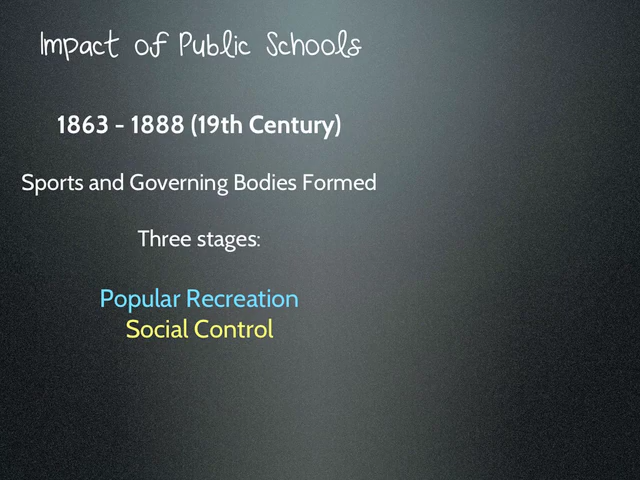 Impact of Public Schools
1863 - 1888 (19th Century)
Sports and Governing Bodies Formed
Three stages:
Popular Recreation
Social Control